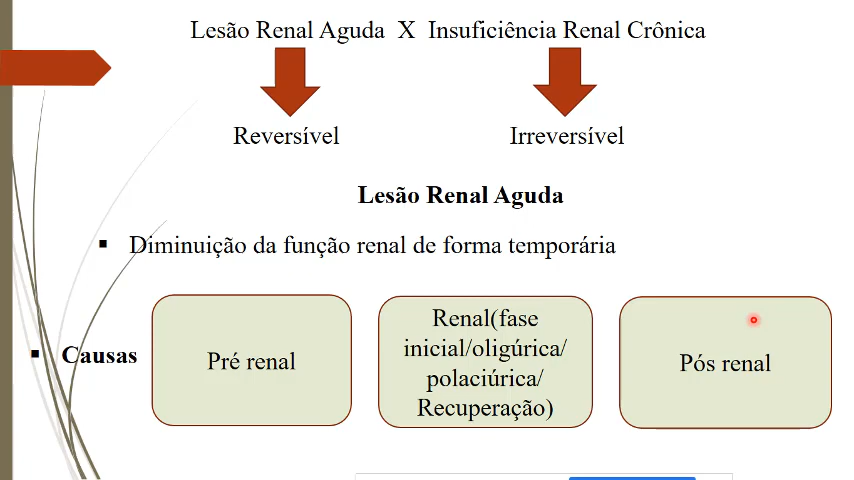 Lesão Renal Aguda X Insuficiência Renal Crônica
Reversível
Irreversível
Lesão Renal Aguda
▪ Diminuição da função renal de forma temporária
▪ Causas
Pré renal
Renal(fase
inicial/oligúrica/
polaciúrica/
Recuperação)
Pós renal